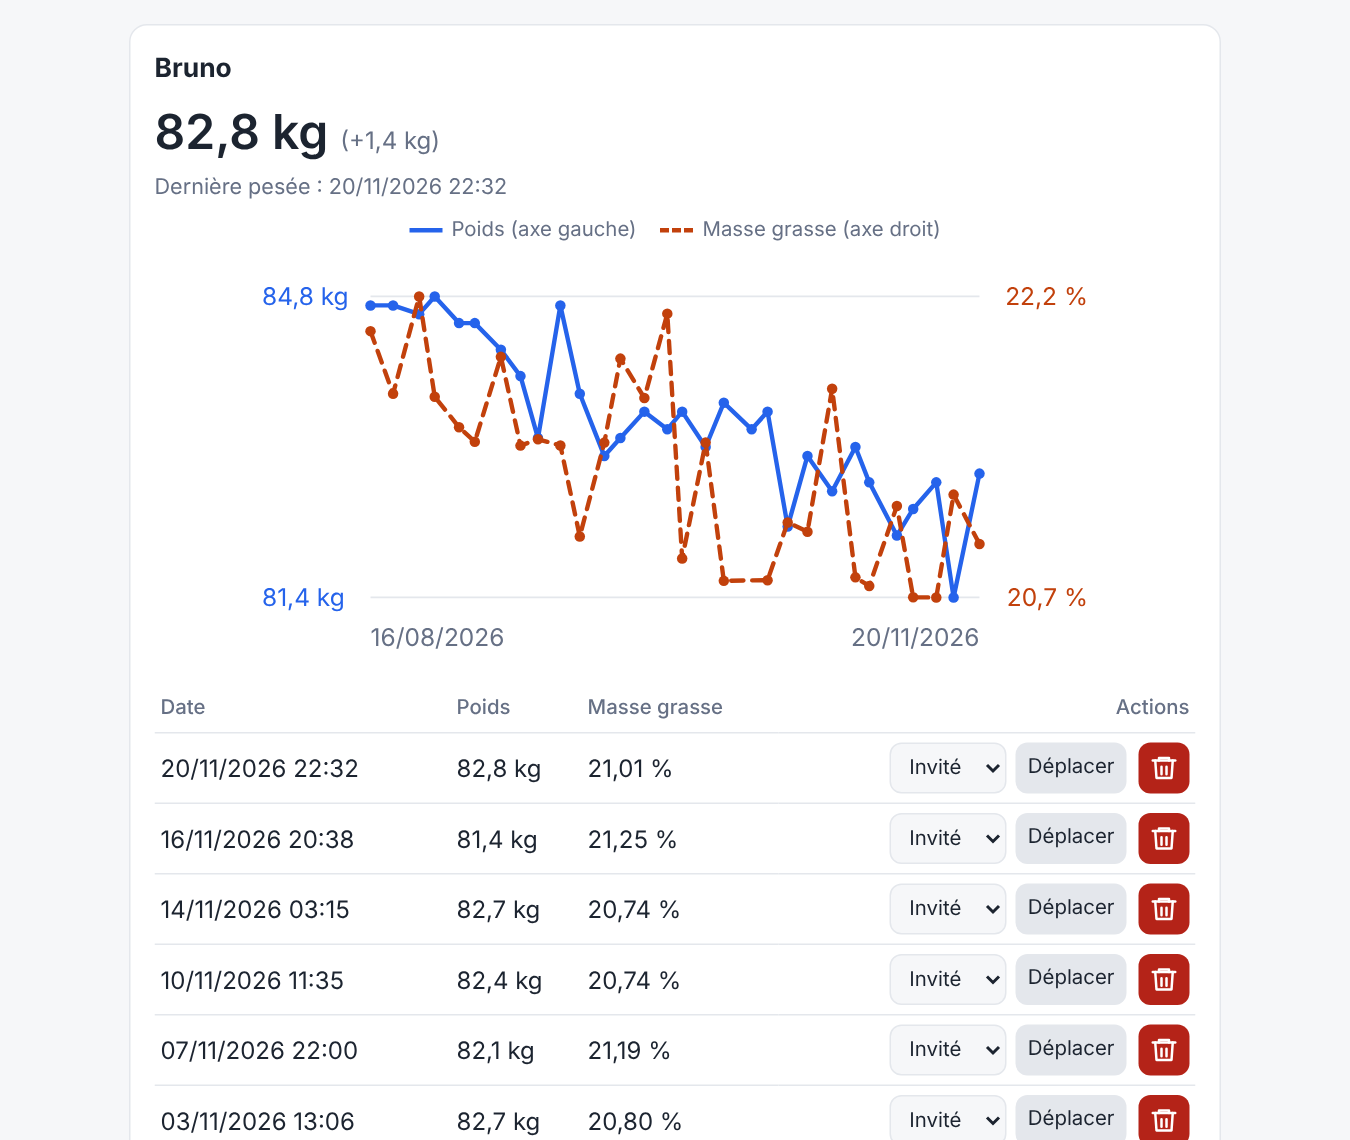 Bruno
82,8 kg (+1,4 kg)
Dernière pesée : 20/11/2026 22:32
Poids (axe gauche) Masse grasse (axe droit)
84,8 kg 22,2 %
81,4 kg 20,7 %
16/08/2026 20/11/2026
Date Poids Masse grasse Actions
20/11/2026 22:32 82,8 kg 21,01 % Invité Déplacer
16/11/2026 20:38 81,4 kg 21,25 % Invité Déplacer
14/11/2026 03:15 82,7 kg 20,74 % Invité Déplacer
10/11/2026 11:35 82,4 kg 20,74 % Invité Déplacer
07/11/2026 22:00 82,1 kg 21,19 % Invité Déplacer
03/11/2026 13:06 82,7 kg 20,80 % Invité Déplacer